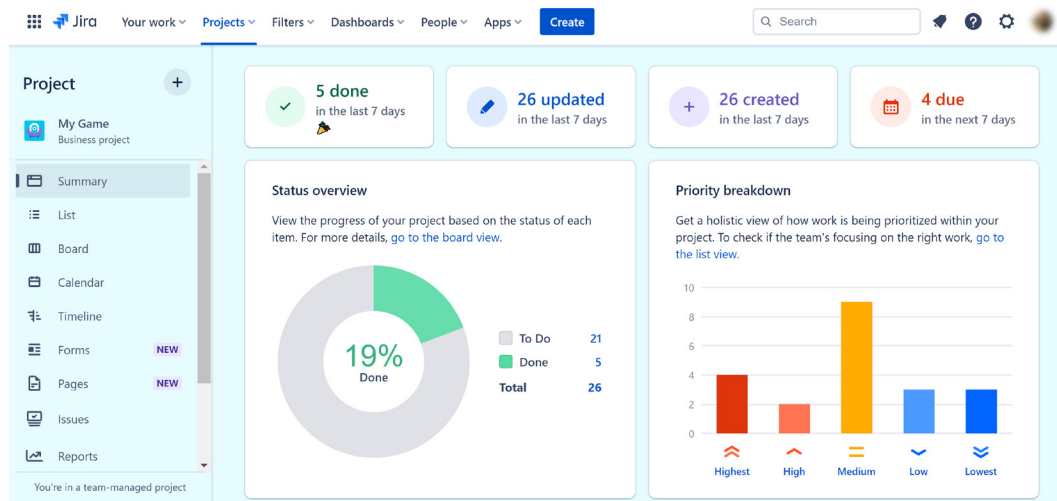 Jira
Your work
Projects
Filters
Dashboards
People
Apps
Create
Search
Project
My Game
Business project
Summary
List
Board
Calendar
Timeline
Forms NEW
Pages NEW
Issues
Reports
You're in a team-managed project
5 done
in the last 7 days
26 updated
in the last 7 days
26 created
in the last 7 days
4 due
in the next 7 days
Status overview
View the progress of your project based on the status of each
item. For more details, go to the board view.
19%
Done
To Do 21
Done 5
Total 26
Priority breakdown
Get a holistic view of how work is being prioritized within your
project. To check if the team's focusing on the right work, go to
the list view.
10
8
6
4
2
0
Highest
High
Medium
Low
Lowest